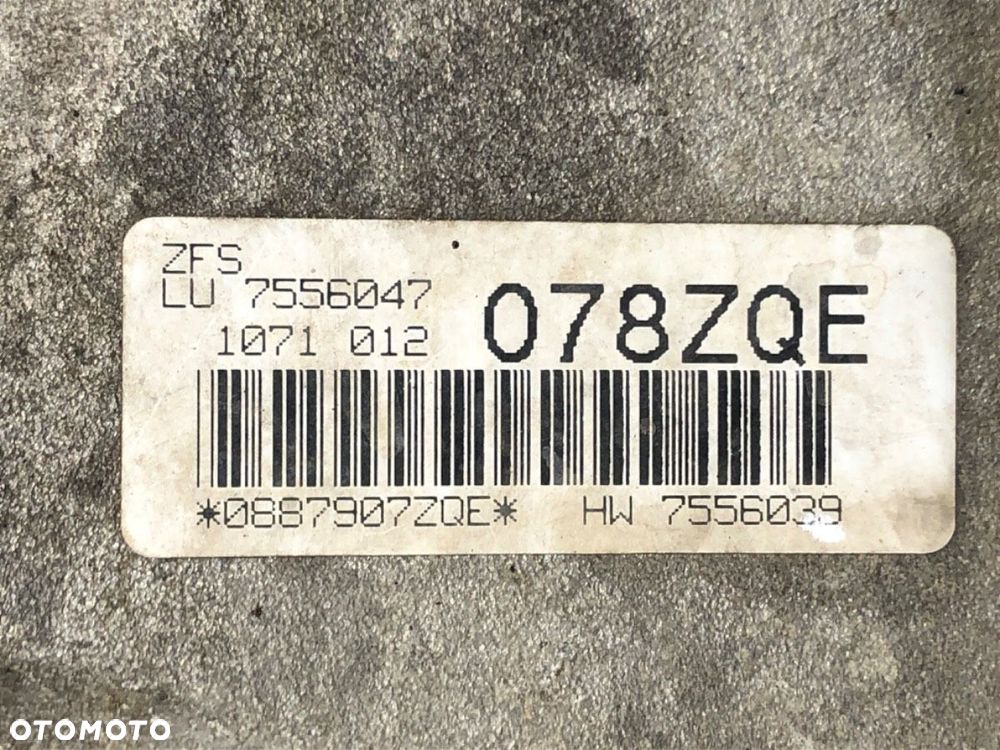 ZFS
LU 7556047
1071 012
078ZQE
*0887907ZQE* HW 7556039
OTOMOTO